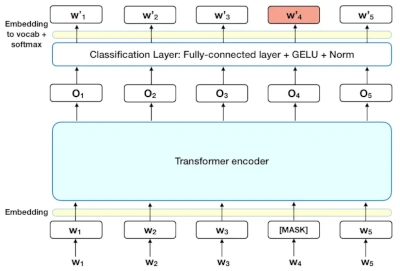 Embedding
to vocab +
softmax
w'1 w'2 w'3 w'4 w'5
Classification Layer: Fully-connected layer + GELU + Norm
O1 O2 O3 O4 O5
Transformer encoder
Embedding
w1 w2 w3 [MASK] w5
w1 w2 w3 w4 w5